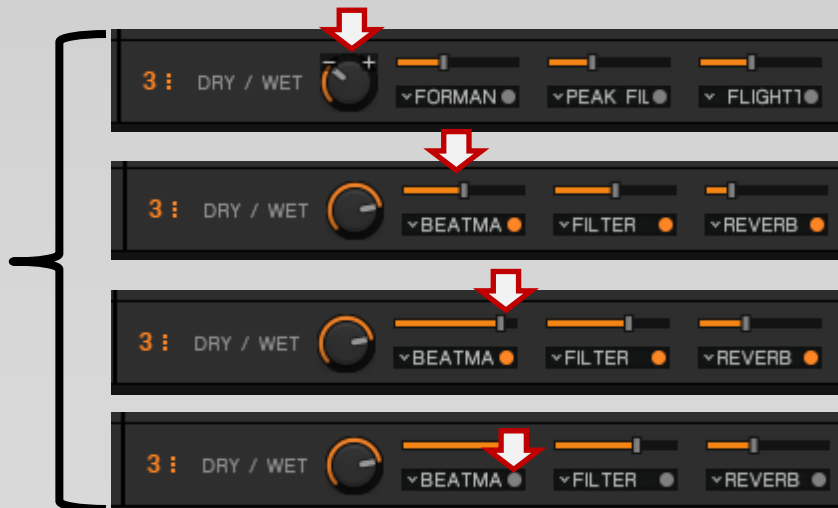 3 DRY / WET − + FORMAN PEAK FIL FLIGHT1
3 DRY / WET BEATMA FILTER REVERB
3 DRY / WET BEATMA FILTER REVERB
3 DRY / WET BEATMA FILTER REVERB